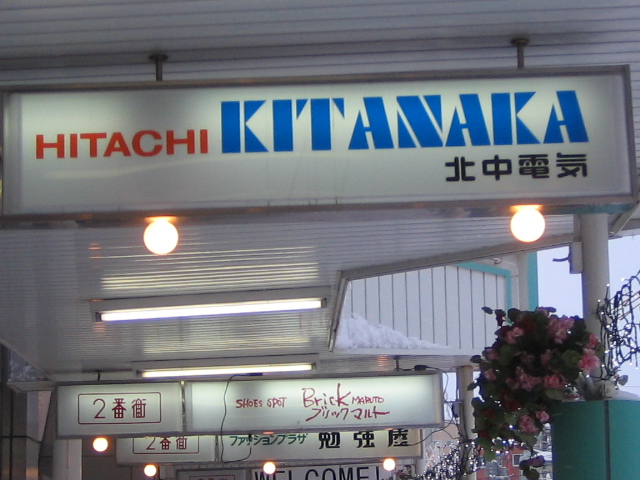 HITACHI KITANAKA
北中電気
2番街 SHOES SPOT Brick MARUTO
ブリックマルト
2番街 ファッションプラザ 勉強屋
WELCOME!